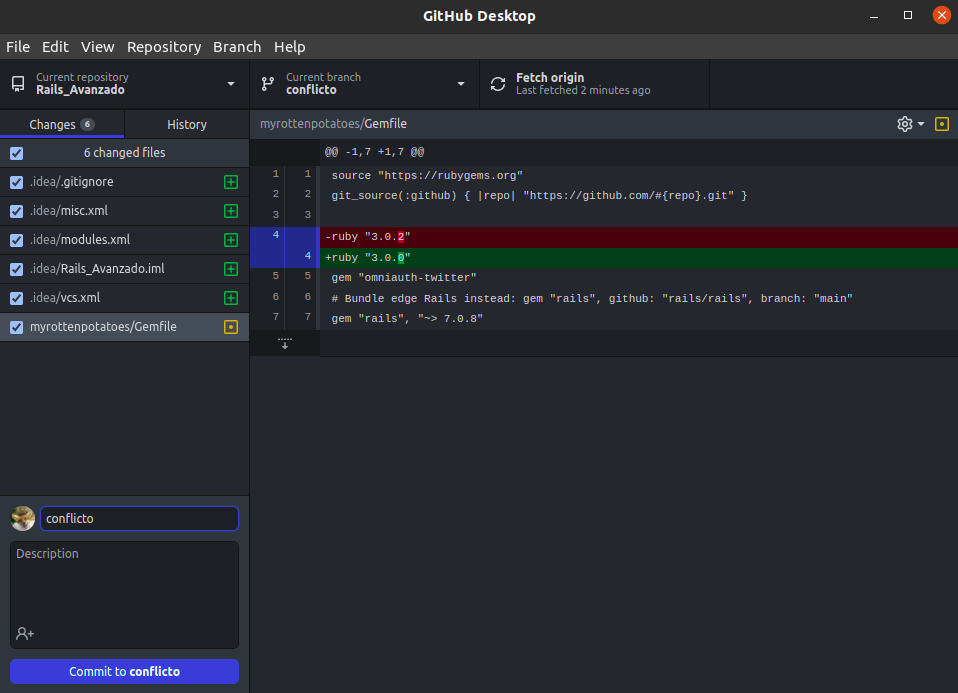 GitHub Desktop
File Edit View Repository Branch Help
Current repository
Rails_Avanzado
Current branch
conflicto
Fetch origin
Last fetched 2 minutes ago
Changes 6
History
6 changed files
.idea/.gitignore
.idea/misc.xml
.idea/modules.xml
.idea/Rails_Avanzado.iml
.idea/vcs.xml
myrottenpotatoes/Gemfile
conflicto
Description
Commit to conflicto
myrottenpotatoes/Gemfile
@@ -1,7 +1,7 @@
1 1 source "https://rubygems.org"
2 2 git_source(:github) { |repo| "https://github.com/#{repo}.git" }
3 3
4 -ruby "3.0.2"
4 +ruby "3.0.0"
5 5 gem "omniauth-twitter"
6 6 # Bundle edge Rails instead: gem "rails", github: "rails/rails", branch: "main"
7 7 gem "rails", "~> 7.0.8"